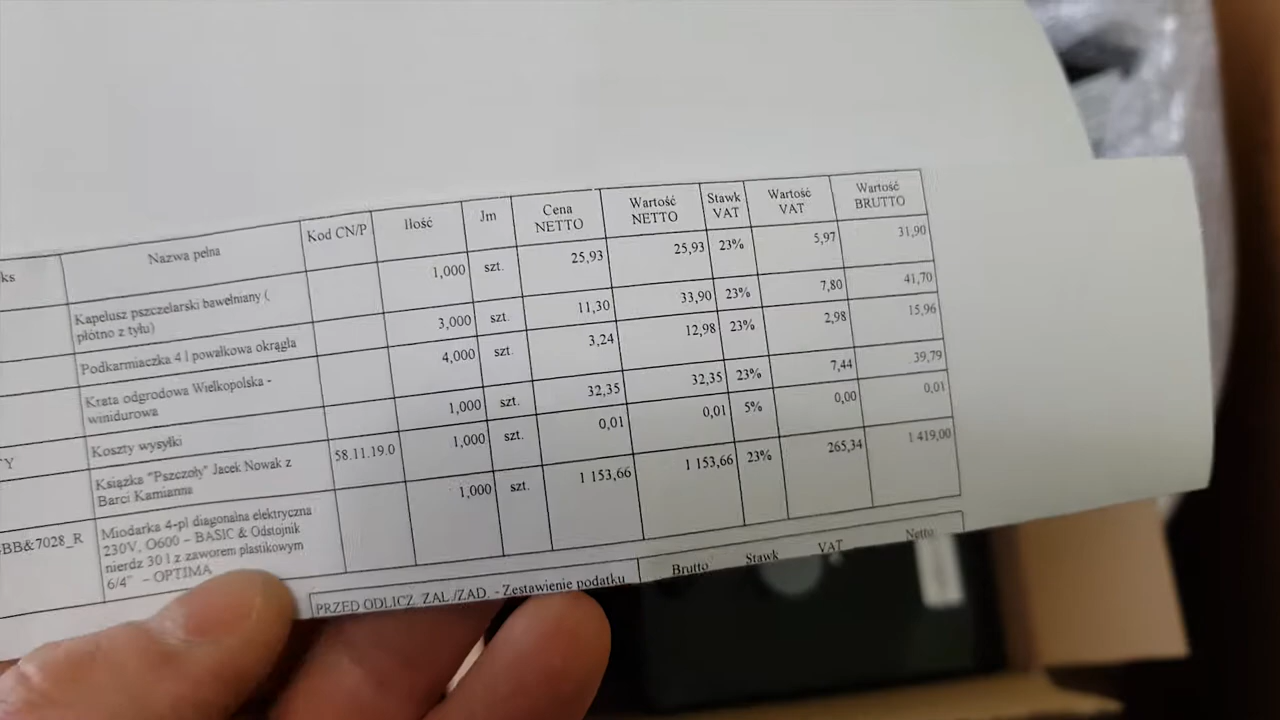 ks Nazwa pełna Kod CN/P Ilość Jm Cena NETTO Wartość NETTO Stawk VAT Wartość VAT Wartość BRUTTO
Kapelusz pszczelarski bawełniany ( 1,000 szt. 25,93 25,93 23% 5,97 31,90
płótno z tyłu)
Podkarmiaczka 4 l powałkowa okrągła 3,000 szt. 11,30 33,90 23% 7,80 41,70
Krata odgrodowa Wielkopolska - 4,000 szt. 3,24 12,98 23% 2,98 15,96
winidurowa
TY Koszty wysyłki 1,000 szt. 32,35 32,35 23% 7,44 39,79
Książka "Pszczoły" Jacek Nowak z 58.11.19.0 1,000 szt. 0,01 0,01 5% 0,00 0,01
Barci Kamianna
BB&7028_R Miodarka 4-pl diagonalna elektryczna 1,000 szt. 1 153,66 1 153,66 23% 265,34 1 419,00
230V, O600 – BASIC & Odstojnik
nierdz 30 l z zaworem plastikowym
6/4" – OPTIMA
PRZED ODLICZ. ZAL./ZAD. - Zestawienie podatku Brutto Stawk VAT Netto